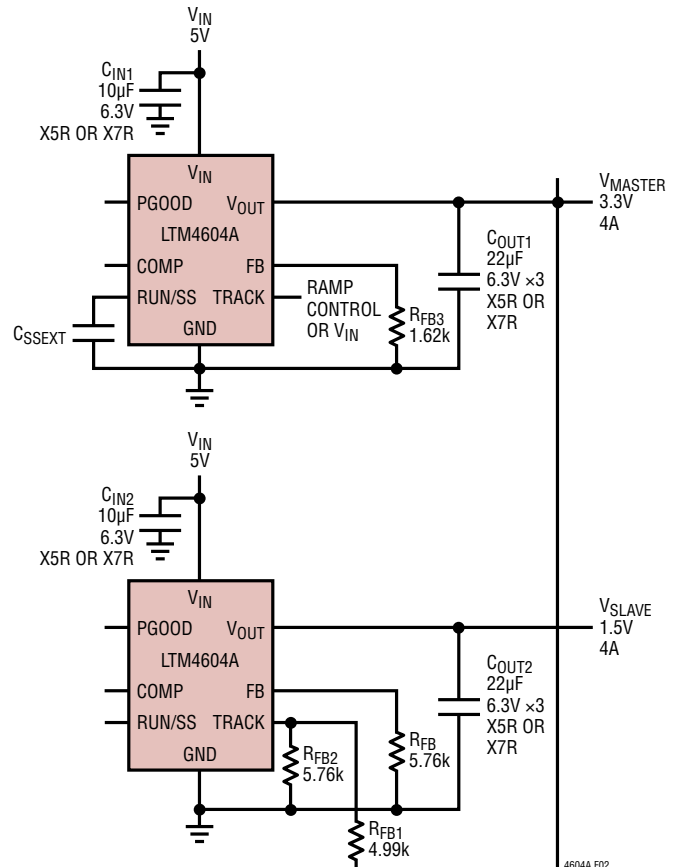 VIN
5V
CIN1
10µF
6.3V
X5R OR X7R
VIN
PGOOD
VOUT
LTM4604A
COMP
FB
RUN/SS
TRACK
GND
CSSEXT
RAMP
CONTROL
OR VIN
RFB3
1.62k
COUT1
22µF
6.3V ×3
X5R OR
X7R
VMASTER
3.3V
4A
VIN
5V
CIN2
10µF
6.3V
X5R OR X7R
VIN
PGOOD
VOUT
LTM4604A
COMP
FB
RUN/SS
TRACK
GND
RFB2
5.76k
RFB
5.76k
COUT2
22µF
6.3V ×3
X5R OR
X7R
VSLAVE
1.5V
4A
RFB1
4.99k
4604A F02